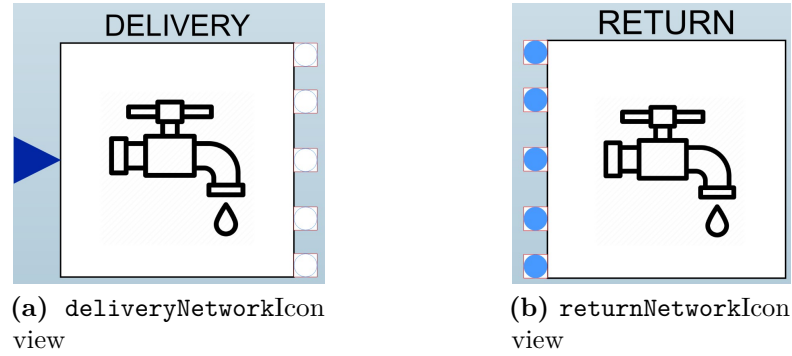 DELIVERY
RETURN
(a) deliveryNetworkIcon
view
(b) returnNetworkIcon
view